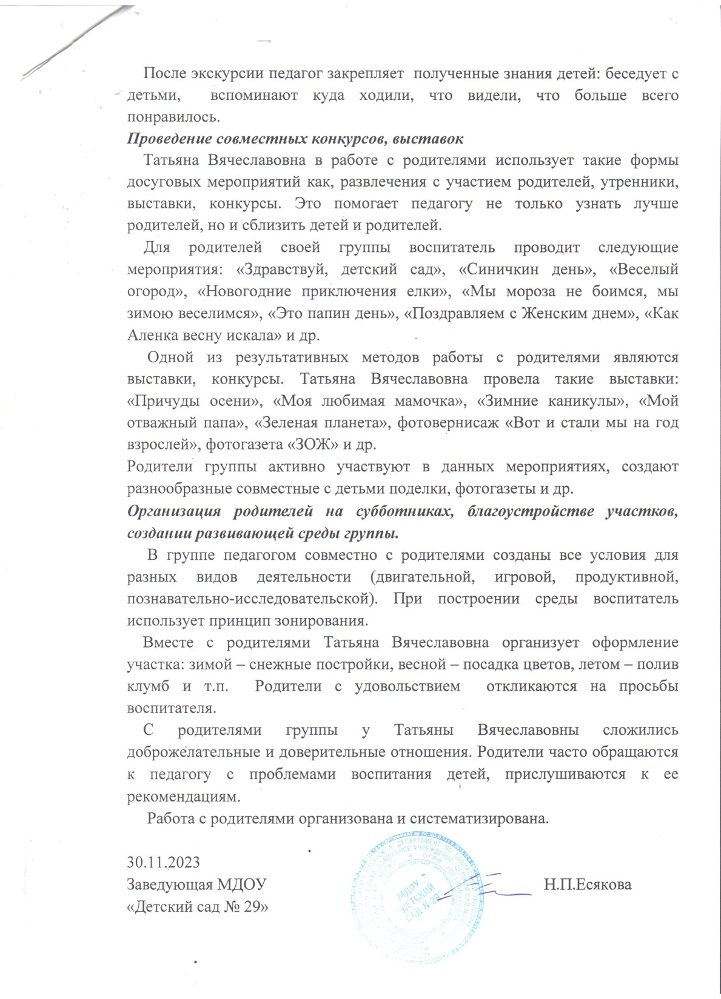 После экскурсии педагог закрепляет полученные знания детей: беседует с
детьми, вспоминают куда ходили, что видели, что больше всего
понравилось.
Проведение совместных конкурсов, выставок
Татьяна Вячеславовна в работе с родителями использует такие формы
досуговых мероприятий как, развлечения с участием родителей, утренники,
выставки, конкурсы. Это помогает педагогу не только узнать лучше
родителей, но и сблизить детей и родителей.
Для родителей своей группы воспитатель проводит следующие
мероприятия: «Здравствуй, детский сад», «Синичкин день», «Веселый
огород», «Новогодние приключения елки», «Мы мороза не боимся, мы
зимою веселимся», «Это папин день», «Поздравляем с Женским днем», «Как
Аленка весну искала» и др.
Одной из результативных методов работы с родителями являются
выставки, конкурсы. Татьяна Вячеславовна провела такие выставки:
«Причуды осени», «Моя любимая мамочка», «Зимние каникулы», «Мой
отважный папа», «Зеленая планета», фотовернисаж «Вот и стали мы на год
взрослей», фотогазета «ЗОЖ» и др.
Родители группы активно участвуют в данных мероприятиях, создают
разнообразные совместные с детьми поделки, фотогазеты и др.
Организация родителей на субботниках, благоустройстве участков,
создании развивающей среды группы.
В группе педагогом совместно с родителями созданы все условия для
разных видов деятельности (двигательной, игровой, продуктивной,
познавательно-исследовательской). При построении среды воспитатель
использует принцип зонирования.
Вместе с родителями Татьяна Вячеславовна организует оформление
участка: зимой – снежные постройки, весной – посадка цветов, летом – полив
клумб и т.п. Родители с удовольствием откликаются на просьбы
воспитателя.
С родителями группы у Татьяны Вячеславовны сложились
доброжелательные и доверительные отношения. Родители часто обращаются
к педагогу с проблемами воспитания детей, прислушиваются к ее
рекомендациям.
Работа с родителями организована и систематизирована.
30.11.2023
Заведующая МДОУ Н.П.Есякова
«Детский сад № 29»
МДОУ
"ДЕТСКИЙ
САД №29"